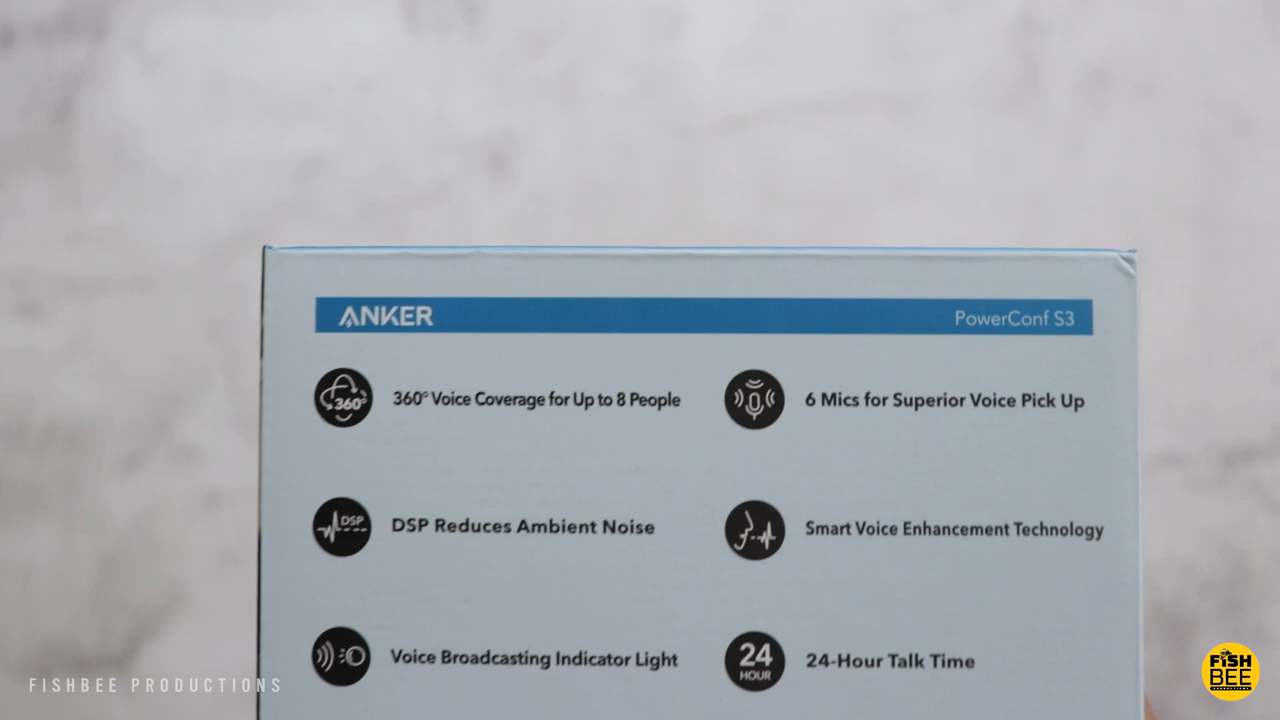 ANKER PowerConf S3
360° 360° Voice Coverage for Up to 8 People
6 Mics for Superior Voice Pick Up
DSP DSP Reduces Ambient Noise
Smart Voice Enhancement Technology
Voice Broadcasting Indicator Light
24 HOUR 24-Hour Talk Time
FISHBEE PRODUCTIONS
FISH
BEE